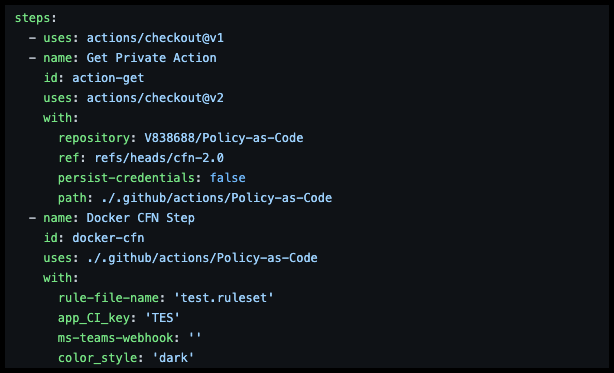 steps:
  - uses: actions/checkout@v1
  - name: Get Private Action
    id: action-get
    uses: actions/checkout@v2
    with:
      repository: V838688/Policy-as-Code
      ref: refs/heads/cfn-2.0
      persist-credentials: false
      path: ./.github/actions/Policy-as-Code
  - name: Docker CFN Step
    id: docker-cfn
    uses: ./.github/actions/Policy-as-Code
    with:
      rule-file-name: 'test.ruleset'
      app_CI_key: 'TES'
      ms-teams-webhook: ''
      color_style: 'dark'